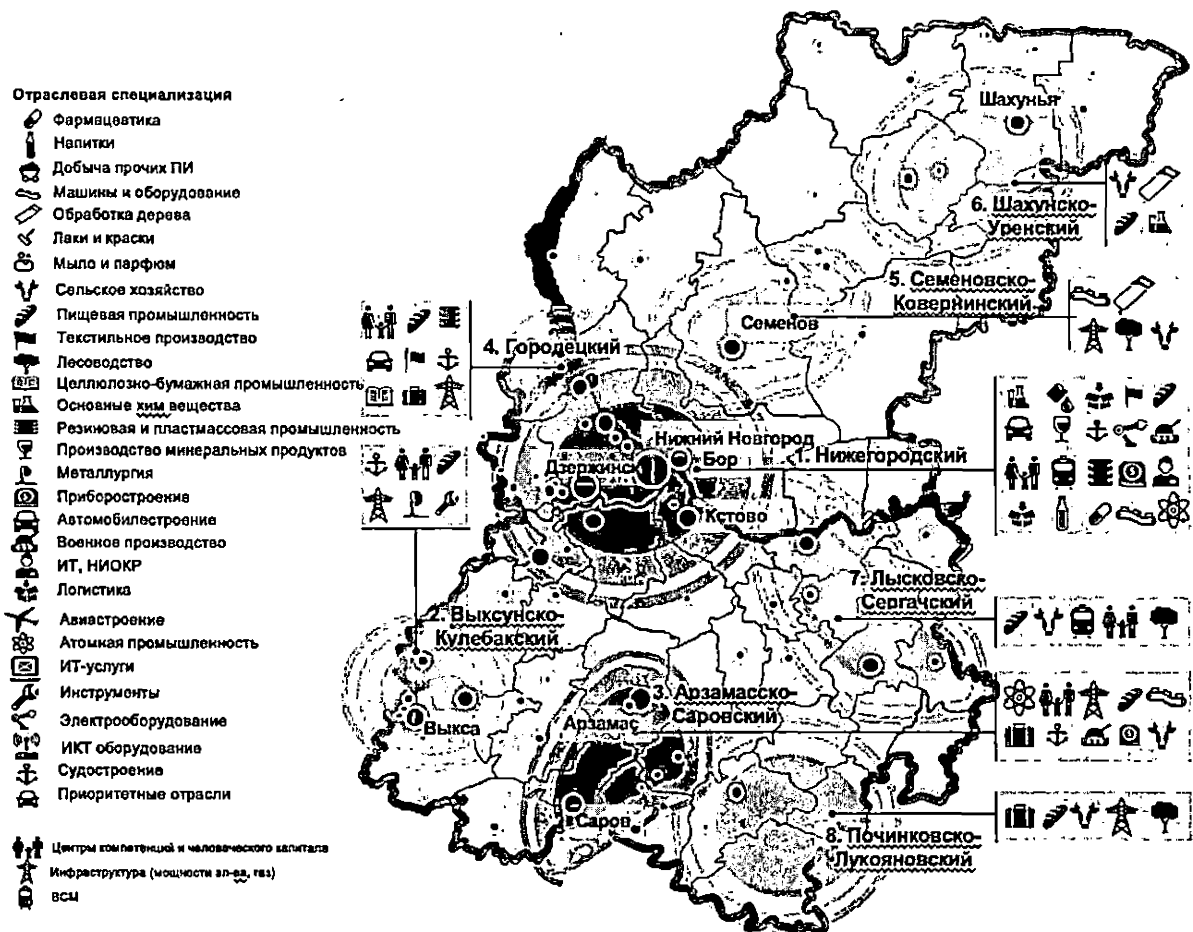 Отраслевая специализация
Фармацевтика
Напитки
Добыча прочих ПИ
Машины и оборудование
Обработка дерева
Лаки и краски
Мыло и парфюм
Сельское хозяйство
Пищевая промышленность
Текстильное производство
Лесоводство
Целлюлозно-бумажная промышленность
Основные хим вещества
Резиновая и пластмассовая промышленность
Производство минеральных продуктов
Металлургия
Приборостроение
Автомобилестроение
Военное производство
ИТ, НИОКР
Логистика
Авиастроение
Атомная промышленность
ИТ-услуги
Инструменты
Электрооборудование
ИКТ оборудование
Судостроение
Приоритетные отрасли
Центры компетенций и человеческого капитала
Инфраструктура (мощности эл-ва, газ)
ВСМ
Шахунья
6. Шахунско-
Уренский
5. Семеновско-
Ковернинский
Семенов
4. Городецкий
Нижний Новгород
Бор
Дзержинск
1. Нижегородский
Кстово
7. Лысковско-
Сергачский
2. Выксунско-
Кулебакский
Выкса
3. Арзамасско-
Саровский
Арзамас
Саров
8. Починковско-
Лукояновский